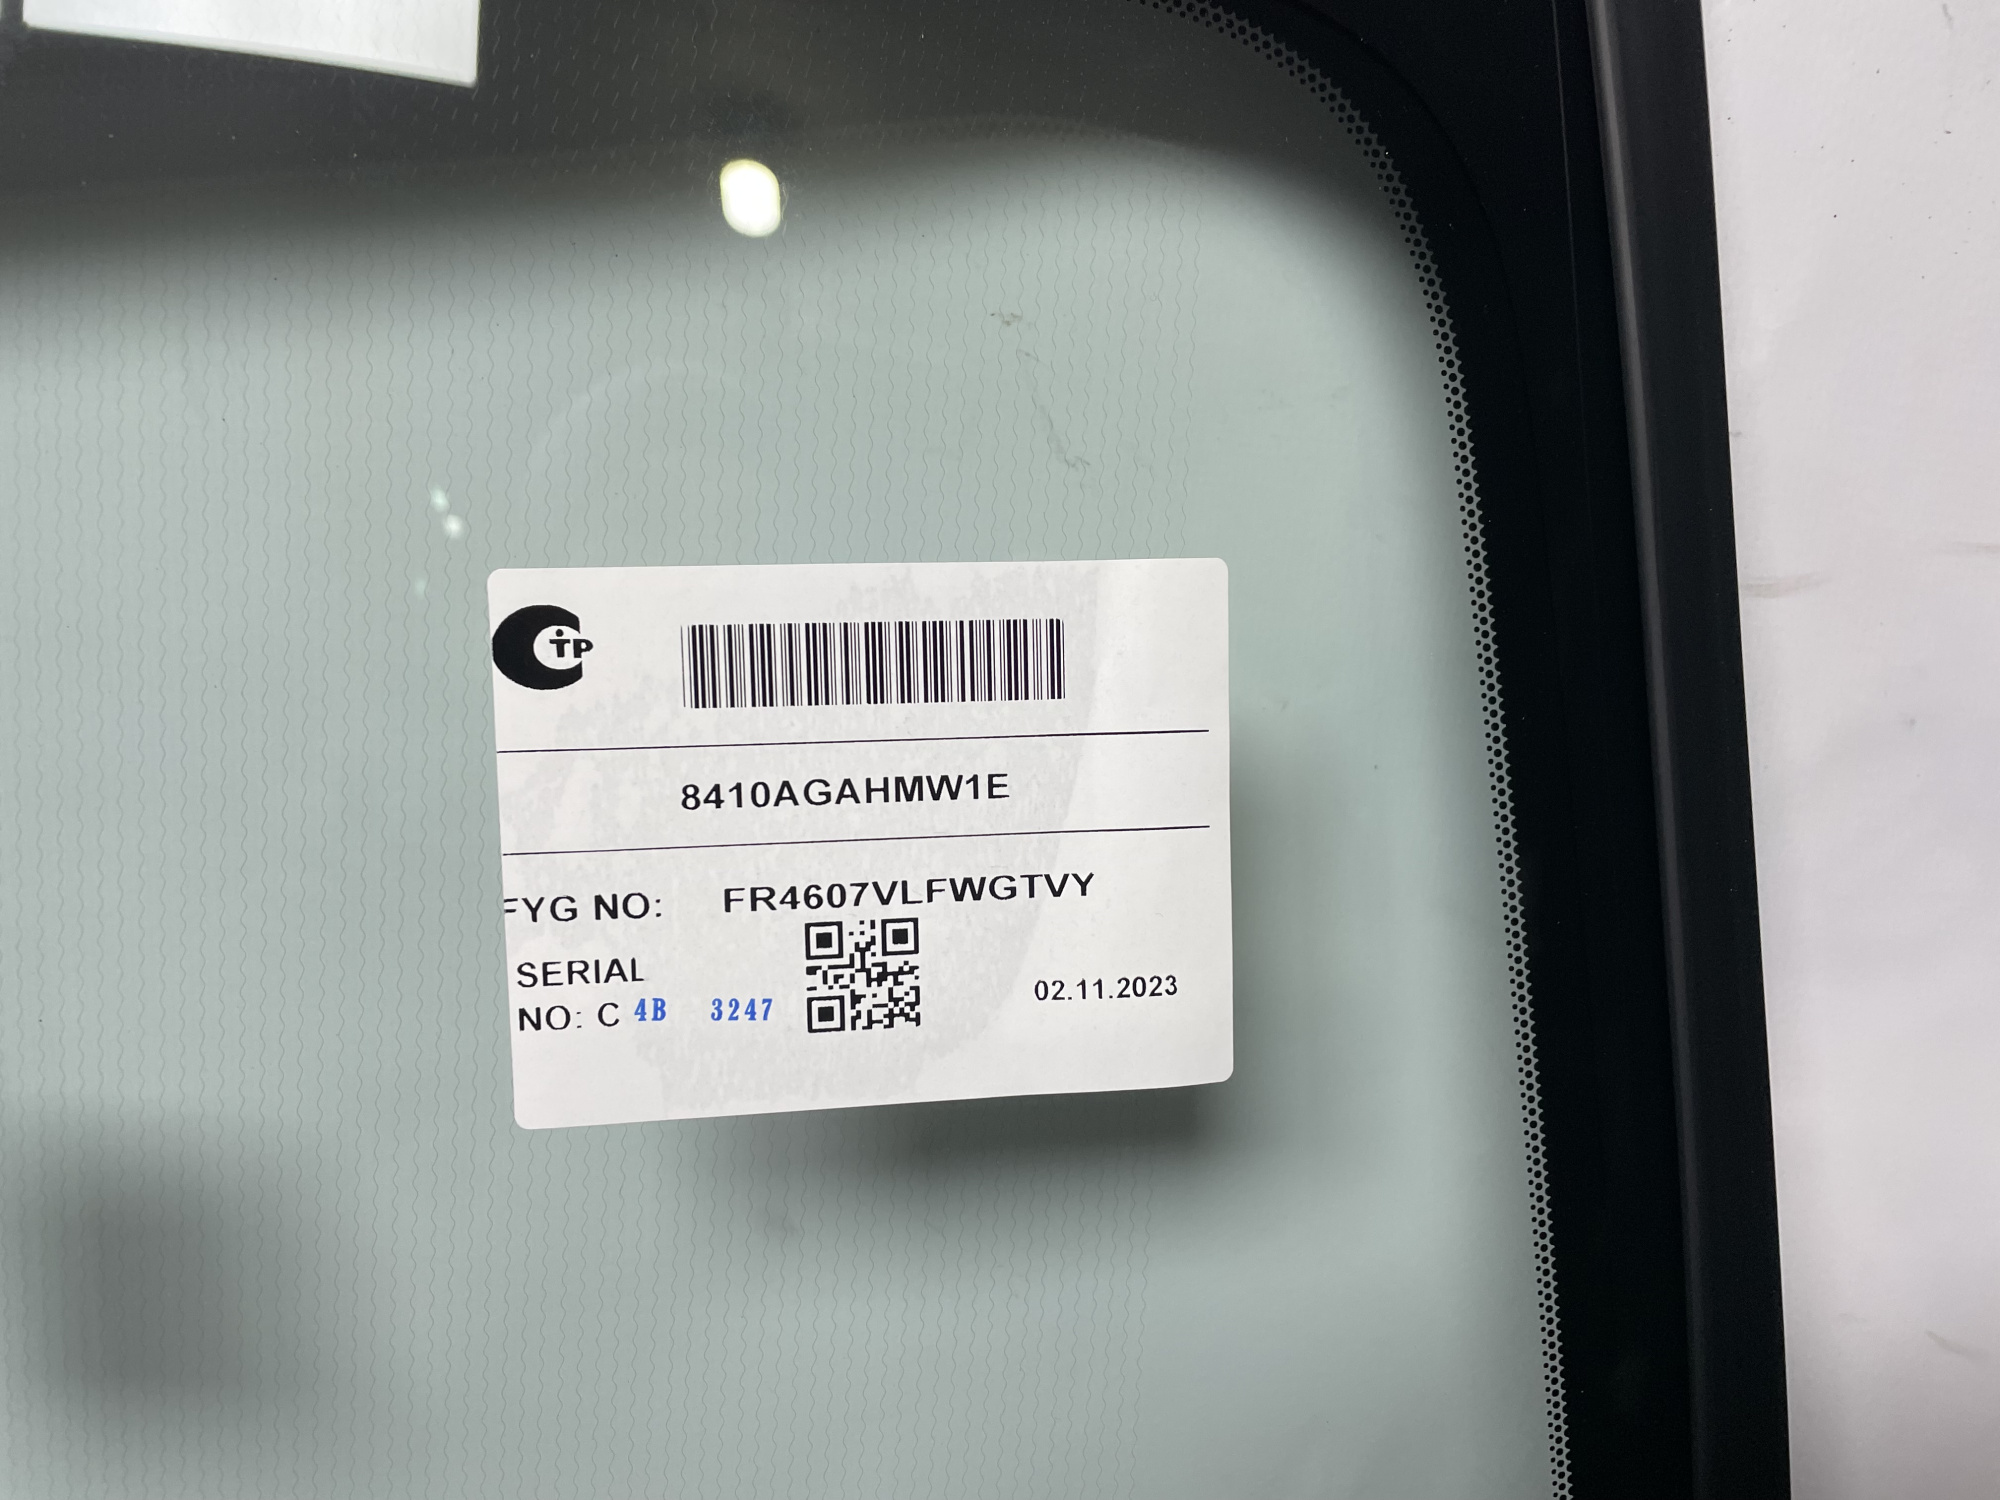 TP
8410AGAHMW1E
FYG NO: FR4607VLFWGTVY
SERIAL
NO: C 4B 3247
02.11.2023